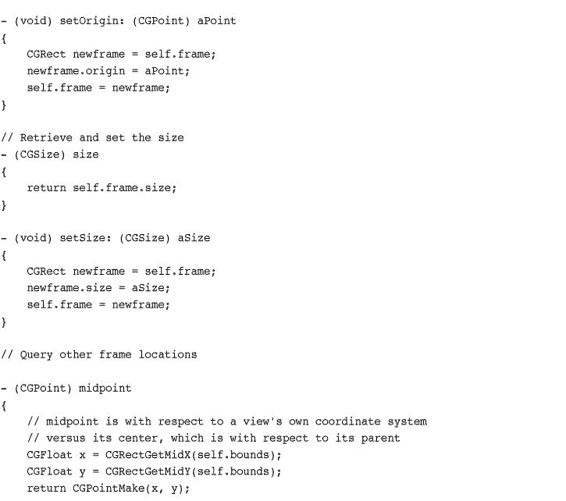 - (void) setOrigin: (CGPoint) aPoint
{
    CGRect newframe = self.frame;
    newframe.origin = aPoint;
    self.frame = newframe;
}

// Retrieve and set the size
- (CGSize) size
{
    return self.frame.size;
}

- (void) setSize: (CGSize) aSize
{
    CGRect newframe = self.frame;
    newframe.size = aSize;
    self.frame = newframe;
}

// Query other frame locations

- (CGPoint) midpoint
{
    // midpoint is with respect to a view's own coordinate system
    // versus its center, which is with respect to its parent
    CGFloat x = CGRectGetMidX(self.bounds);
    CGFloat y = CGRectGetMidY(self.bounds);
    return CGPointMake(x, y);